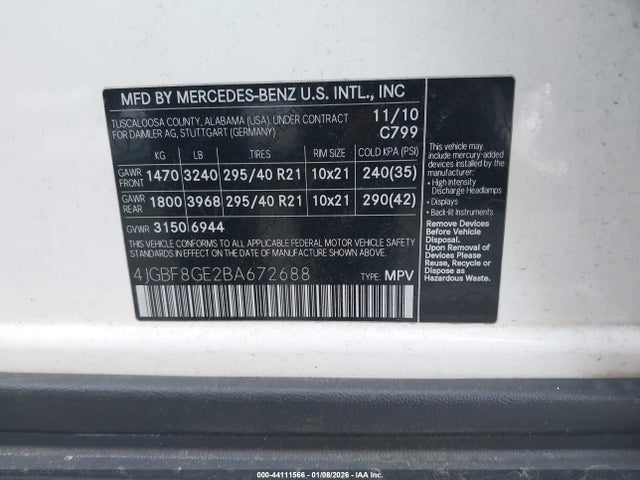 MFD BY MERCEDES-BENZ U.S. INTL., INC
TUSCALOOSA COUNTY, ALABAMA (USA), UNDER CONTRACT
FOR DAIMLER AG, STUTTGART (GERMANY)
11/10
C799
KG LB TIRES RIM SIZE COLD KPA (PSI)
GAWR FRONT 1470 3240 295/40 R21 10x21 240(35)
GAWR REAR 1800 3968 295/40 R21 10x21 290(42)
GVWR 3150 6944
THIS VEHICLE CONFORMS TO ALL APPLICABLE FEDERAL MOTOR VEHICLE
SAFETY STANDARDS IN EFFECT ON THE DATE OF MANUFACTURE SHOWN ABOVE.
4JGBF8GE2BA672688 TYPE: MPV
This vehicle may
include mercury-added
devices installed by the
manufacturer:
• High Intensity
Discharge Headlamps
• Displays
• Back-lit Instruments
Remove Devices
Before Vehicle Disposal.
Upon Removal of
Devices Please Reuse,
Recycle or Dispose as
Hazardous Waste.
000-44111566 - 01/08/2026 - © IAA Holdings, LLC